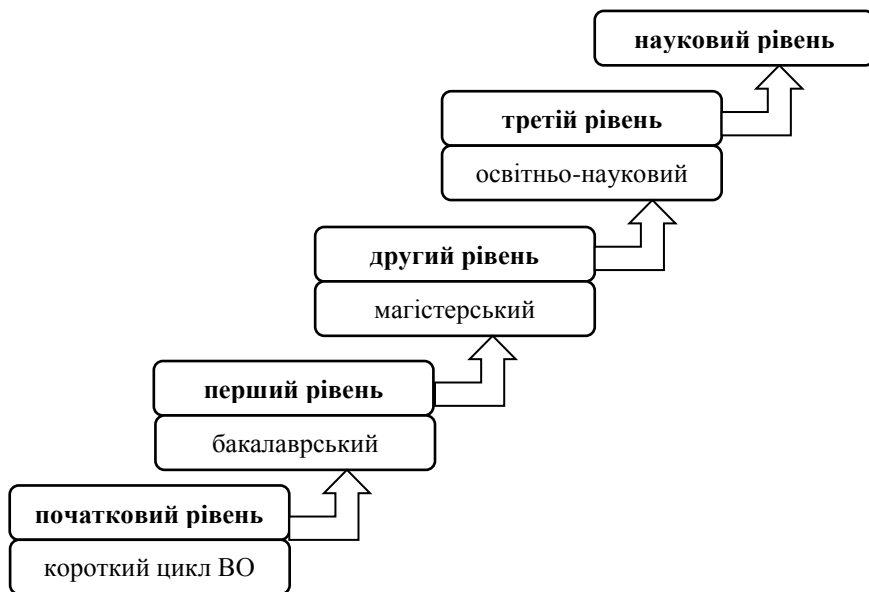 науковий рівень
третій рівень
освітньо-науковий
другий рівень
магістерський
перший рівень
бакалаврський
початковий рівень
короткий цикл ВО